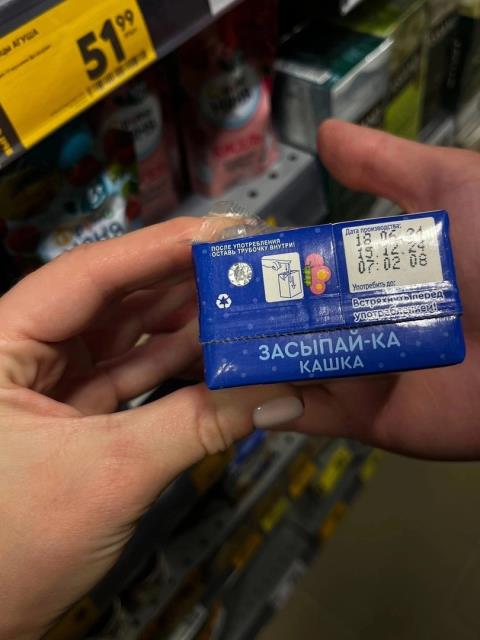 АГУША
51 99
ПОСЛЕ УПОТРЕБЛЕНИЯ
ОСТАВЬ ТРУБОЧКУ ВНУТРИ!
Дата производства:
18 06 24
15 12 24
07:02 08
Употребить до:
Встряхнуть перед
употреблением!
ЗАСЫПАЙ-КА
КАШКА